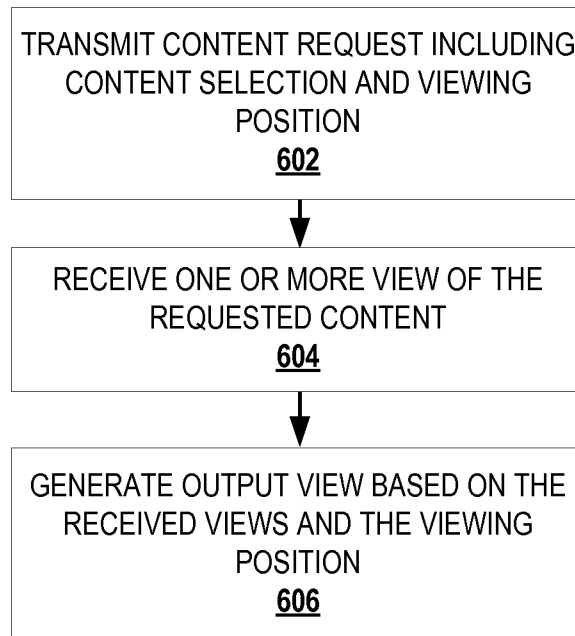 TRANSMIT CONTENT REQUEST INCLUDING
CONTENT SELECTION AND VIEWING
POSITION
602
RECEIVE ONE OR MORE VIEW OF THE
REQUESTED CONTENT
604
GENERATE OUTPUT VIEW BASED ON THE
RECEIVED VIEWS AND THE VIEWING
POSITION
606